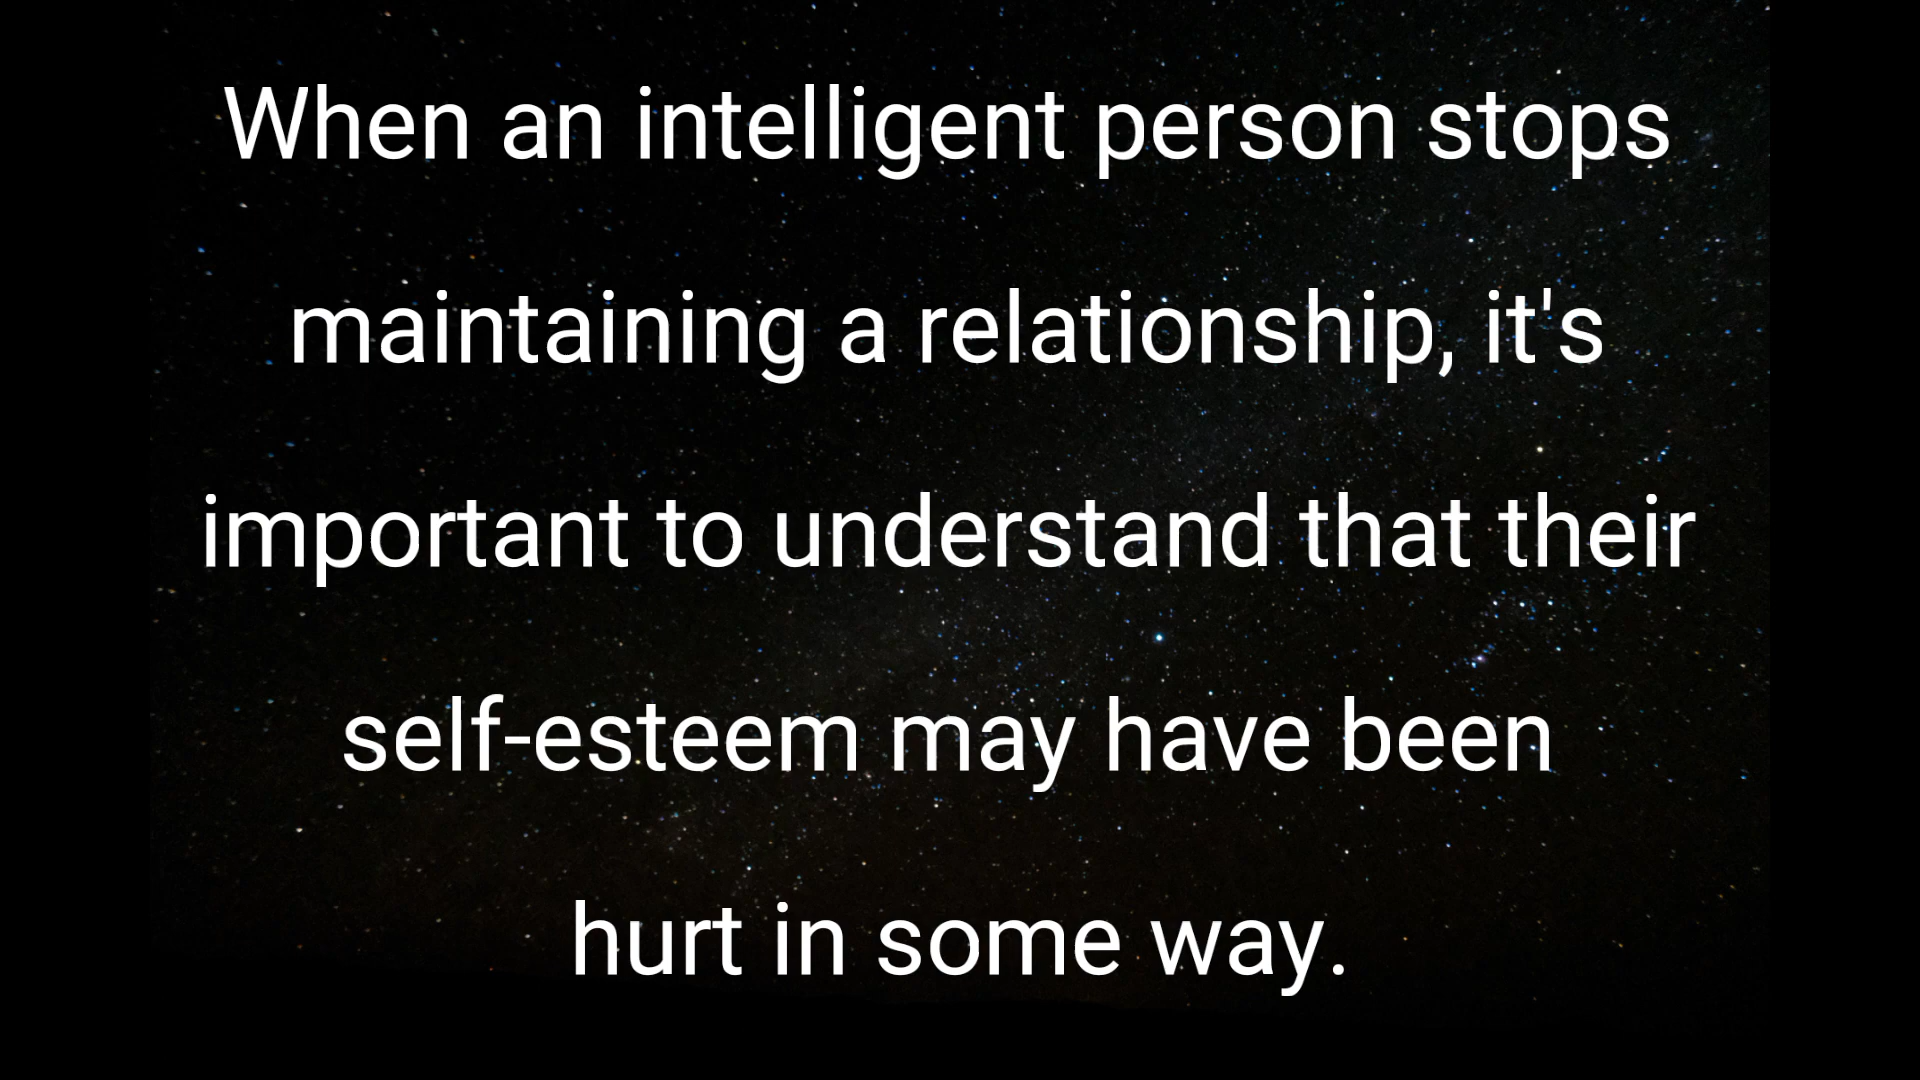 When an intelligent person stops
maintaining a relationship, it's
important to understand that their
self-esteem may have been
hurt in some way.